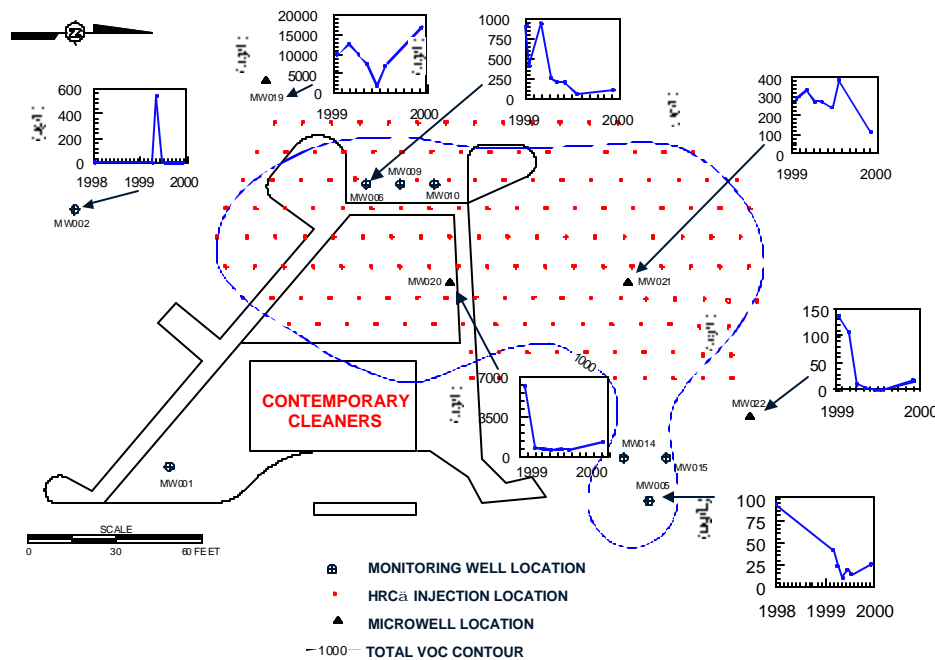 20000
15000
10000
5000
0
1999
2000
MW019
1000
750
500
250
0
1999
2000
400
300
200
100
0
1999
2000
600
400
200
0
1998
1999
2000
MW002
MW009
MW006
MW010
MW020
MW021
150
100
50
0
1999
2000
MW022
1000
7000
3500
0
1999
2000
CONTEMPORARY
CLEANERS
MW014
MW015
MW005
MW001
100
75
50
25
0
1998
1999
2000
SCALE
0
30
60 FEET
MONITORING WELL LOCATION
HRCä INJECTION LOCATION
MICROWELL LOCATION
1000
TOTAL VOC CONTOUR